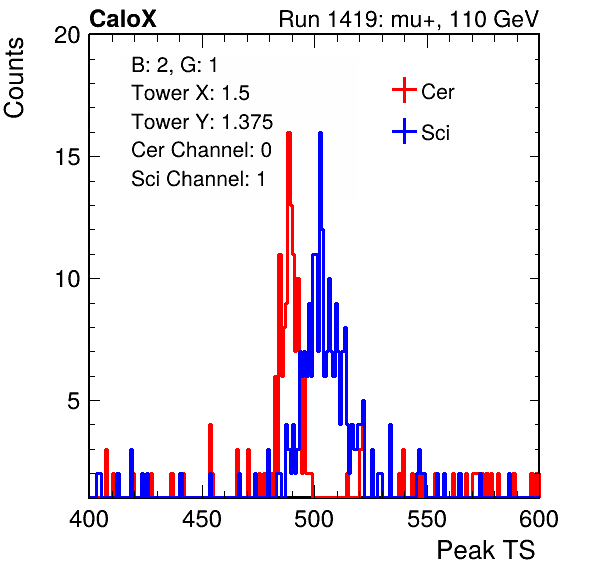 CaloX Run 1419: mu+, 110 GeV
20
Counts
B: 2, G: 1
Tower X: 1.5
Tower Y: 1.375
Cer Channel: 0
Sci Channel: 1
Cer
Sci
15
10
5
400 450 500 550 600
Peak TS